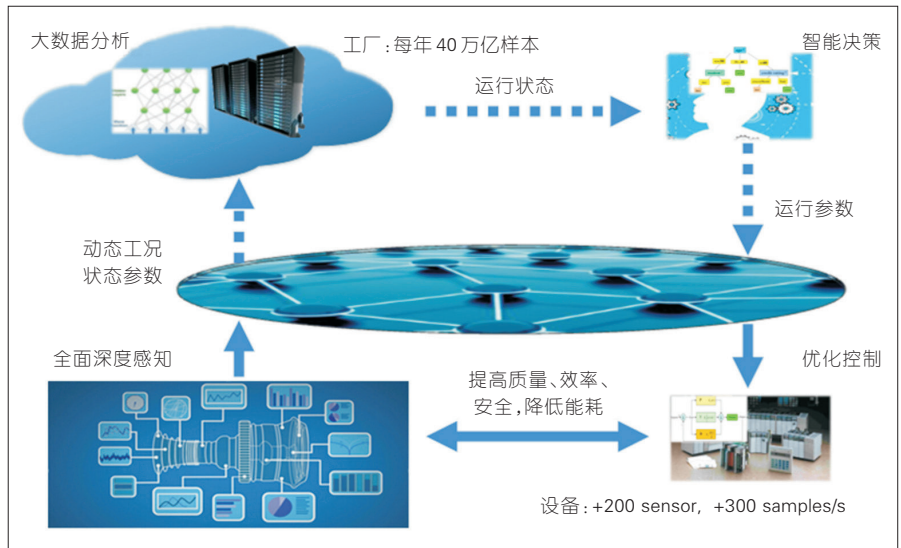 大数据分析
工厂:每年40万亿样本
智能决策
运行状态
运行参数
动态工况
状态参数
全面深度感知
优化控制
提高质量、效率、
安全,降低能耗
设备:+200 sensor, +300 samples/s